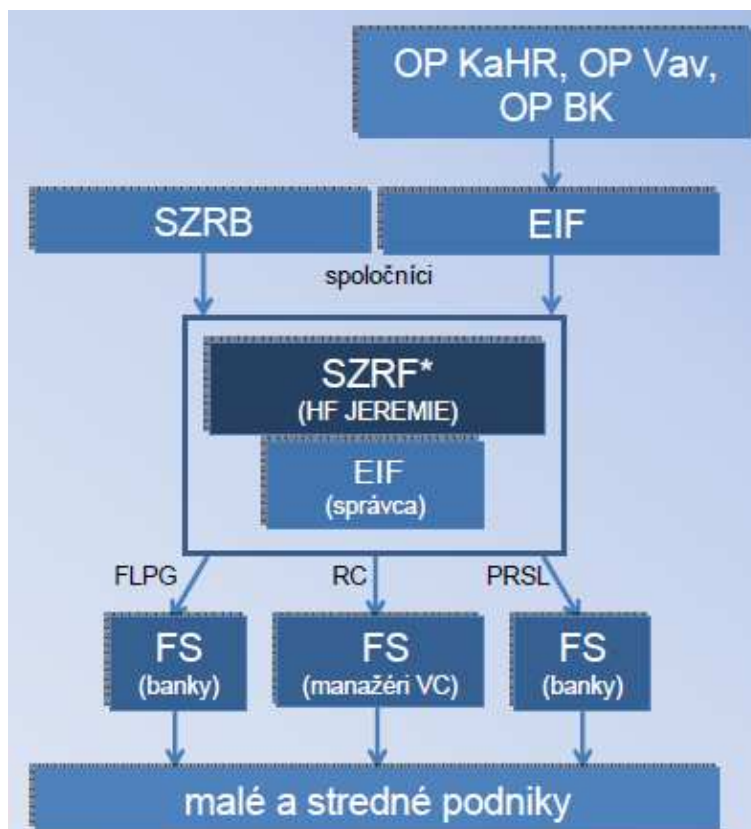 OP KaHR, OP Vav,
OP BK
SZRB
EIF
spoločníci
SZRF*
(HF JEREMIE)
EIF
(správca)
FLPG
RC
PRSL
FS
(banky)
FS
(manažéri VC)
FS
(banky)
malé a stredné podniky